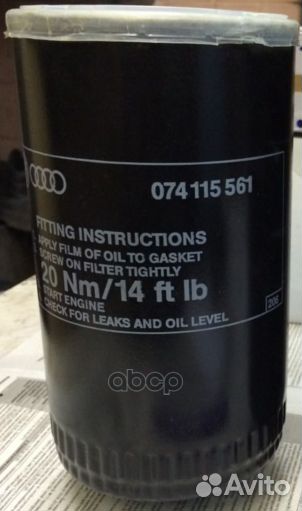 074 115 561
FITTING INSTRUCTIONS
APPLY FILM OF OIL TO GASKET
SCREW ON FILTER TIGHTLY
20 Nm/14 ft lb
START ENGINE
CHECK FOR LEAKS AND OIL LEVEL
206
abcp
Avito